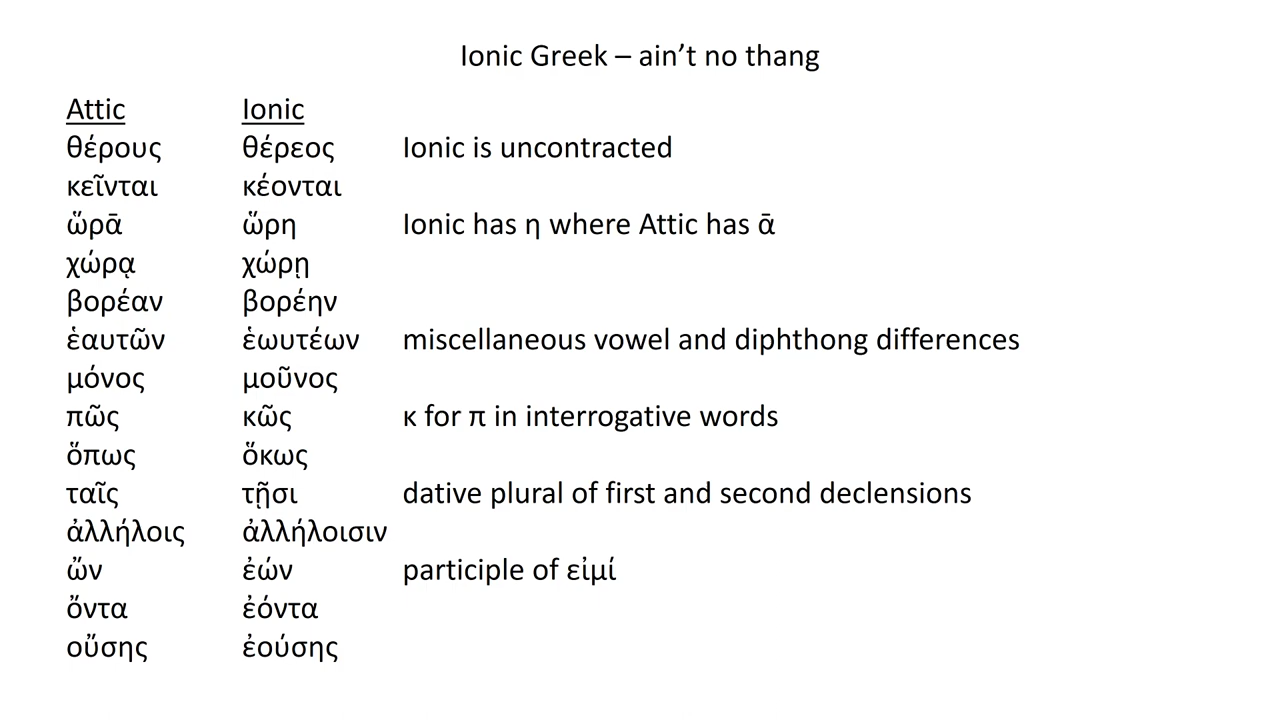 Ionic Greek – ain’t no thang
Attic Ionic
θέρους θέρεος Ionic is uncontracted
κεῖνται κέονται
ὥρᾱ ὥρη Ionic has η where Attic has ᾱ
χώρᾳ χώρῃ
βορέαν βορέην
ἑαυτῶν ἑωυτέων miscellaneous vowel and diphthong differences
μόνος μοῦνος
πῶς κῶς κ for π in interrogative words
ὅπως ὅκως
ταῖς τῇσι dative plural of first and second declensions
ἀλλήλοις ἀλλήλοισιν
ὤν ἐών participle of εἰμί
ὄντα ἐόντα
οὔσης ἐούσης